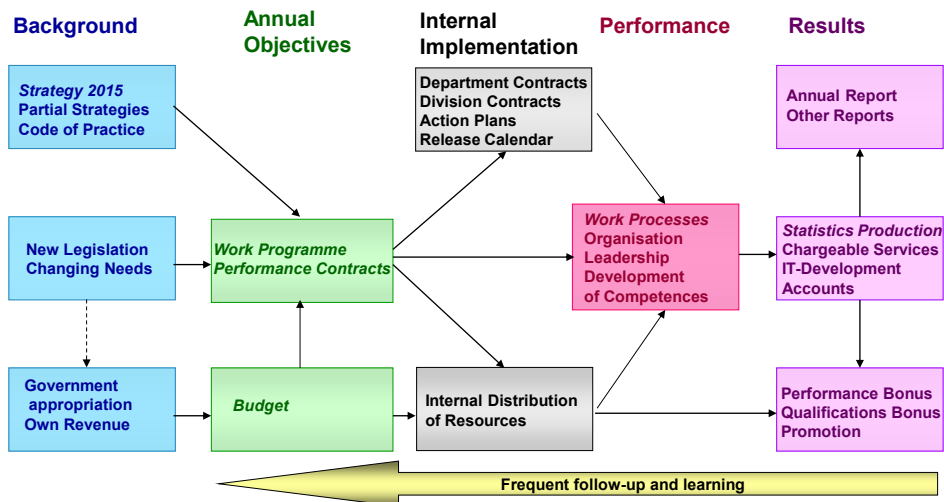 Background
Annual
Objectives
Internal
Implementation
Performance
Results
Strategy 2015
Partial Strategies
Code of Practice
Department Contracts
Division Contracts
Action Plans
Release Calendar
Annual Report
Other Reports
New Legislation
Changing Needs
Work Programme
Performance Contracts
Work Processes
Organisation
Leadership
Development
of Competences
Statistics Production
Chargeable Services
IT-Development
Accounts
Government
appropriation
Own Revenue
Budget
Internal Distribution
of Resources
Performance Bonus
Qualifications Bonus
Promotion
Frequent follow-up and learning